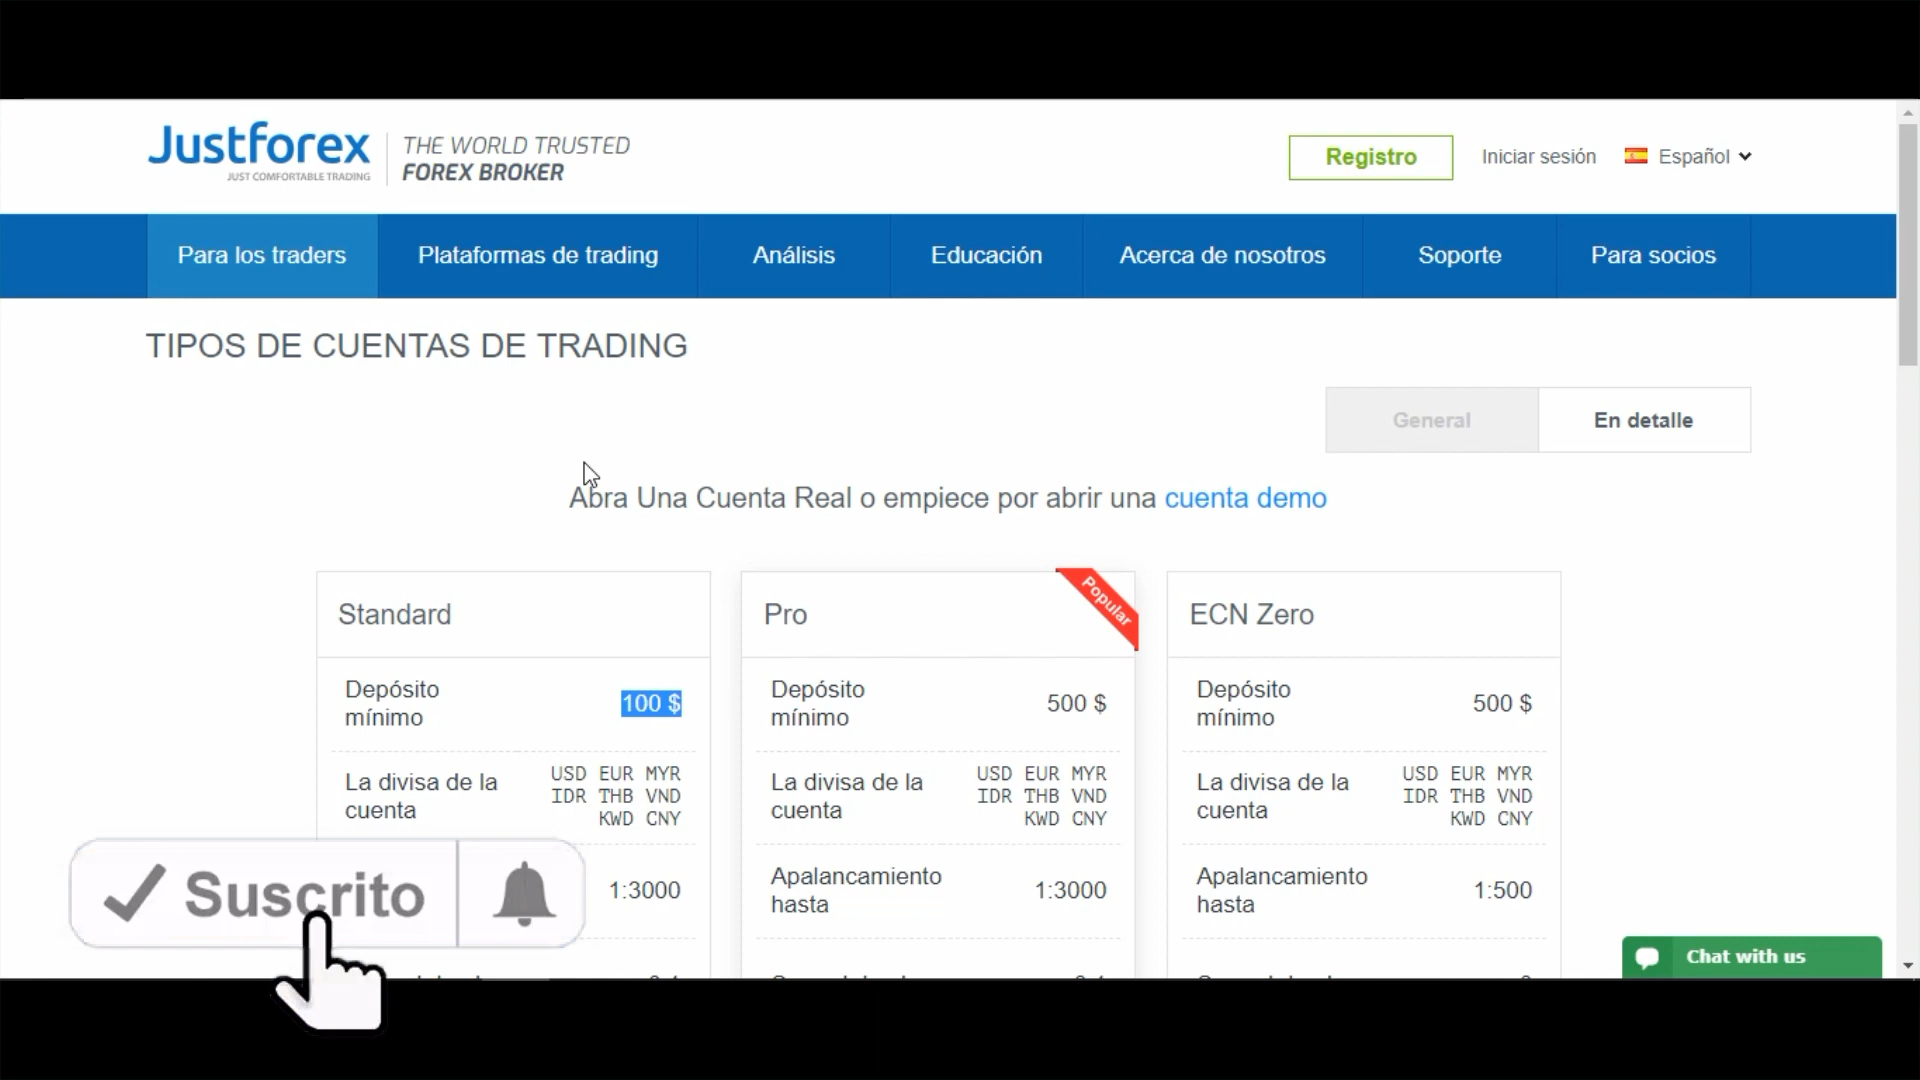 Justforex
JUST COMFORTABLE TRADING
THE WORLD TRUSTED
FOREX BROKER
Registro
Iniciar sesión
Español
Para los traders
Plataformas de trading
Análisis
Educación
Acerca de nosotros
Soporte
Para socios
TIPOS DE CUENTAS DE TRADING
General
En detalle
Abra Una Cuenta Real o empiece por abrir una cuenta demo
Standard
Depósito
mínimo
100 $
La divisa de la
cuenta
USD EUR MYR
IDR THB VND
KWD CNY
1:3000
Pro
Popular
Depósito
mínimo
500 $
La divisa de la
cuenta
USD EUR MYR
IDR THB VND
KWD CNY
Apalancamiento
hasta
1:3000
ECN Zero
Depósito
mínimo
500 $
La divisa de la
cuenta
USD EUR MYR
IDR THB VND
KWD CNY
Apalancamiento
hasta
1:500
Suscrito
Chat with us